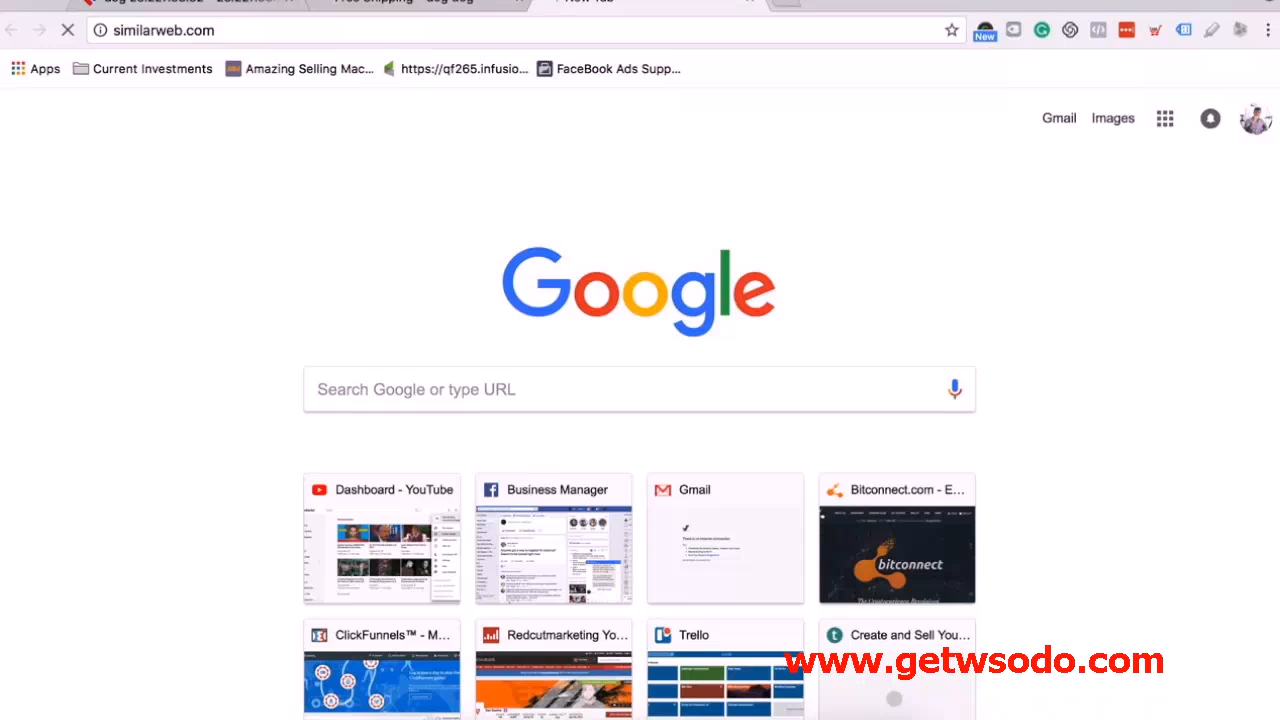 similarweb.com
New
Apps Current Investments Amazing Selling Mac... https://qf265.infusio... FaceBook Ads Supp...
Gmail Images
Google
Search Google or type URL
Dashboard - YouTube Business Manager Gmail Bitconnect.com - E...
bitconnect
ClickFunnels™ - M... Redcutmarketing Yo... Trello Create and Sell You...
www.getwsodo.com